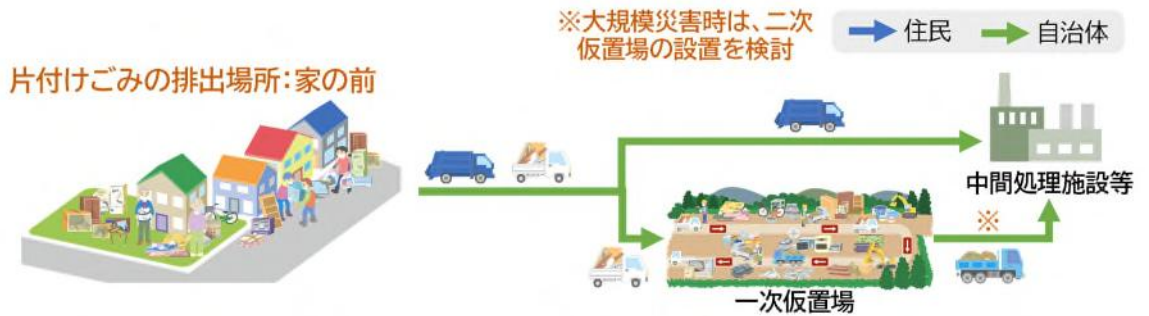 ※大規模災害時は、二次
仮置場の設置を検討
住民
自治体
片付けごみの排出場所：家の前
中間処理施設等
※
一次仮置場